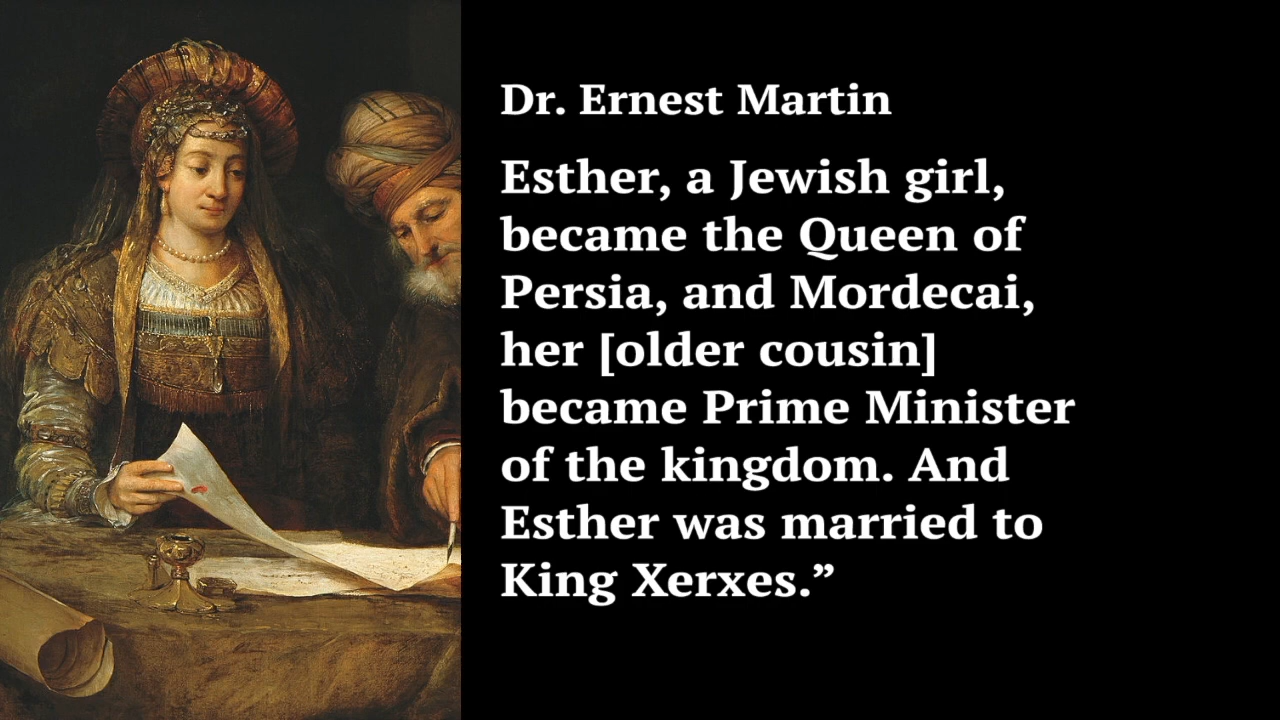 Dr. Ernest Martin
Esther, a Jewish girl,
became the Queen of
Persia, and Mordecai,
her [older cousin]
became Prime Minister
of the kingdom. And
Esther was married to
King Xerxes.”